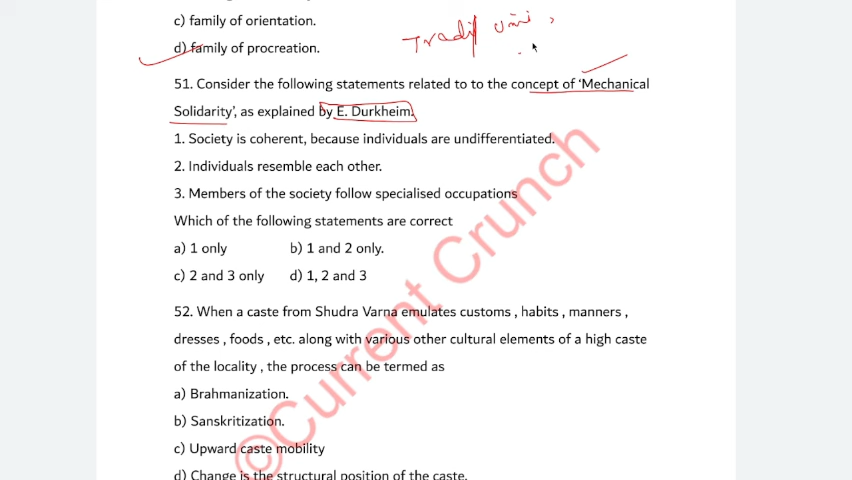 c) family of orientation.
d) family of procreation.
51. Consider the following statements related to to the concept of ‘Mechanical
Solidarity’, as explained by E. Durkheim.
1. Society is coherent, because individuals are undifferentiated.
2. Individuals resemble each other.
3. Members of the society follow specialised occupations
Which of the following statements are correct
a) 1 only b) 1 and 2 only.
c) 2 and 3 only d) 1, 2 and 3
52. When a caste from Shudra Varna emulates customs , habits , manners ,
dresses , foods , etc. along with various other cultural elements of a high caste
of the locality , the process can be termed as
a) Brahmanization.
b) Sanskritization.
c) Upward caste mobility
d) Change is the structural position of the caste.
©Current Crunch